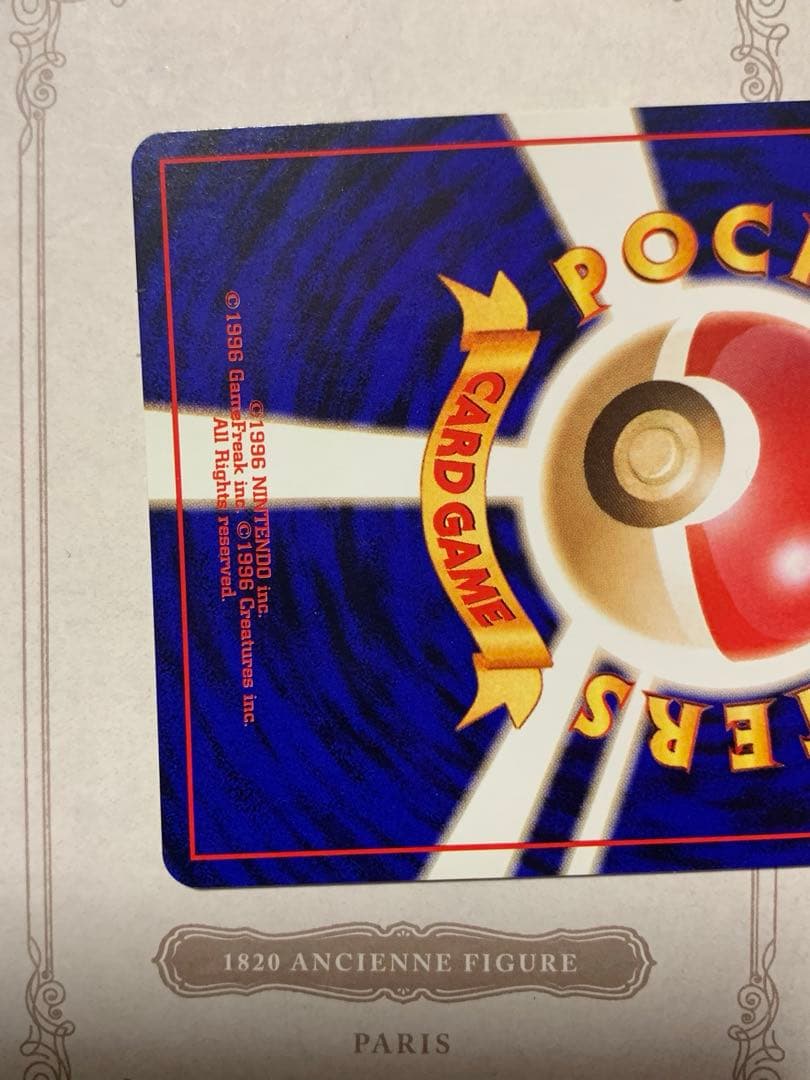 POC
CARD GAME
ERS
©1996 NINTENDO inc.
©1996 GameFreak inc. ©1996 Creatures inc.
All Rights reserved.
1820 ANCIENNE FIGURE
PARIS